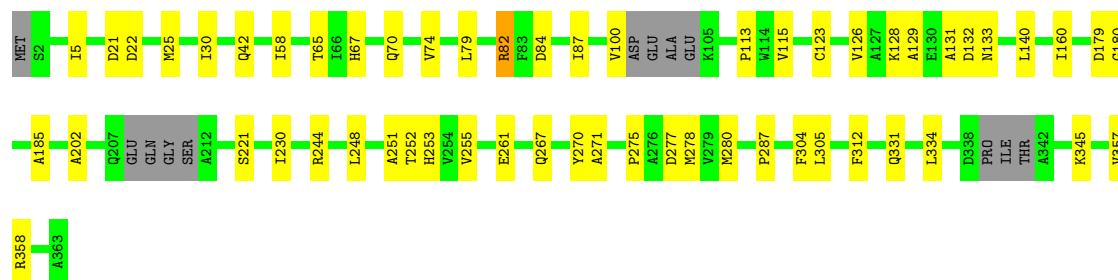 MET S2 I5 D21 D22 M25 I30 Q42 I58 T65 I66 H67 Q70 V74 L79 R82 F83 D84 I87 V100 ASP GLU ALA GLU K105 P113 W114 V115 C123 V126 A127 K128 A129 E130 A131 D132 N133 L140 I160 D179 C180
A185 A202 Q207 GLU GLN GLY SER A212 S221 I230 R244 L248 A251 T252 H253 V254 V255 E261 Q267 Y270 A271 P275 A276 D277 M278 V279 M280 P287 F304 L305 F312 Q331 L334 D338 PRO ILE THR A342 K345
R358 A363